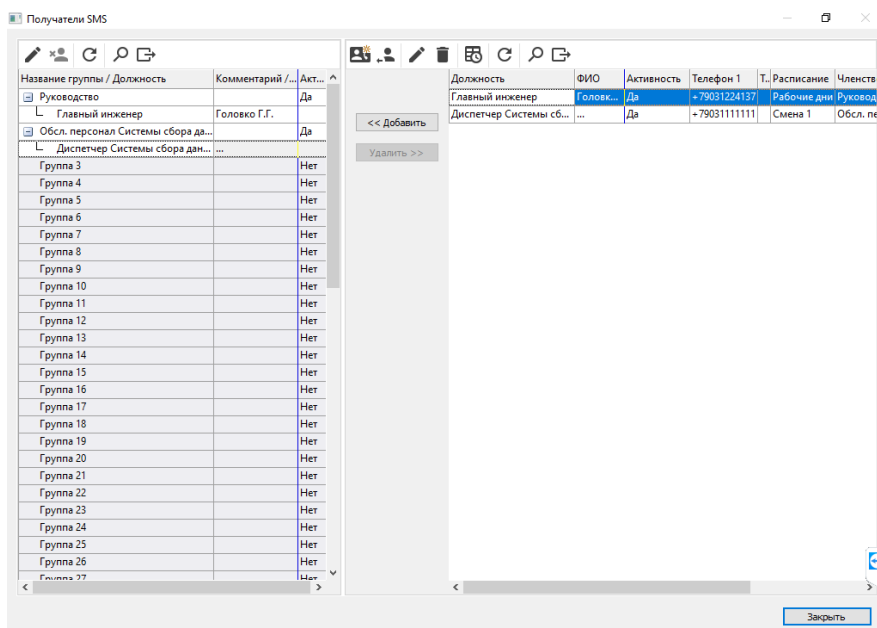 Получатели SMS
Название группы / Должность Комментарий /... Акт...
Руководство Да
Главный инженер Головко Г.Г.
Обсл. персонал Системы сбора да... Да
Диспетчер Системы сбора дан... ...
Группа 3 Нет
Группа 4 Нет
Группа 5 Нет
Группа 6 Нет
Группа 7 Нет
Группа 8 Нет
Группа 9 Нет
Группа 10 Нет
Группа 11 Нет
Группа 12 Нет
Группа 13 Нет
Группа 14 Нет
Группа 15 Нет
Группа 16 Нет
Группа 17 Нет
Группа 18 Нет
Группа 19 Нет
Группа 20 Нет
Группа 21 Нет
Группа 22 Нет
Группа 23 Нет
Группа 24 Нет
Группа 25 Нет
Группа 26 Нет
Группа 27 Нет
<< Добавить
Удалить >>
Должность ФИО Активность Телефон 1 Т.. Расписание Членств
Главный инженер Головк... Да +79031224137 Рабочие дни Руковод
Диспетчер Системы сб... ... Да +79031111111 Смена 1 Обсл. пе
Закрыть